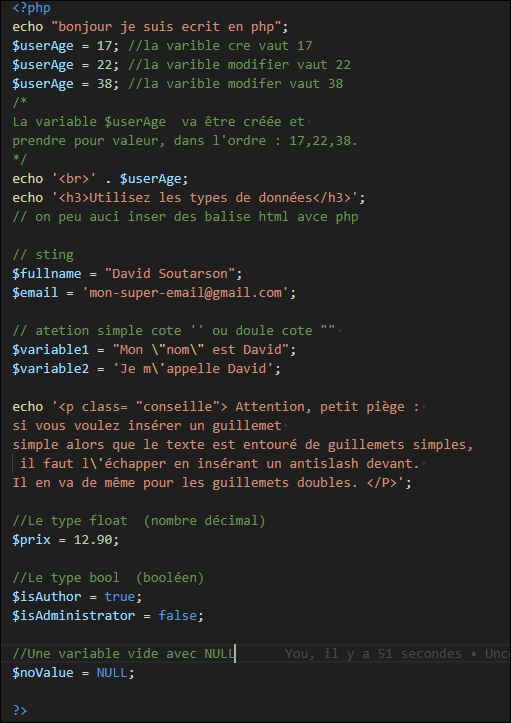 <?php
echo "bonjour je suis ecrit en php";
$userAge = 17; //la varible cre vaut 17
$userAge = 22; //la varible modifier vaut 22
$userAge = 38; //la varible modifer vaut 38
/*
La variable $userAge  va être créée et
prendre pour valeur, dans l'ordre : 17,22,38.
*/
echo '<br>' . $userAge;
echo '<h3>Utilisez les types de données</h3>';
// on peu auci inser des balise html avce php
// sting
$fullname = "David Soutarson";
$email = 'mon-super-email@gmail.com';
// atetion simple cote '' ou doule cote ""
$variable1 = "Mon \"nom\" est David";
$variable2 = 'Je m\'appelle David';
echo '<p class= "conseille"> Attention, petit piège :
si vous voulez insérer un guillemet
simple alors que le texte est entouré de guillemets simples,
il faut l\'échapper en insérant un antislash devant.
Il en va de même pour les guillemets doubles. </P>';
//Le type float  (nombre décimal)
$prix = 12.90;
//Le type bool  (booléen)
$isAuthor = true;
$isAdministrator = false;
//Une variable vide avec NULL You, il y a 51 secondes • Unco
$noValue = NULL;
?>